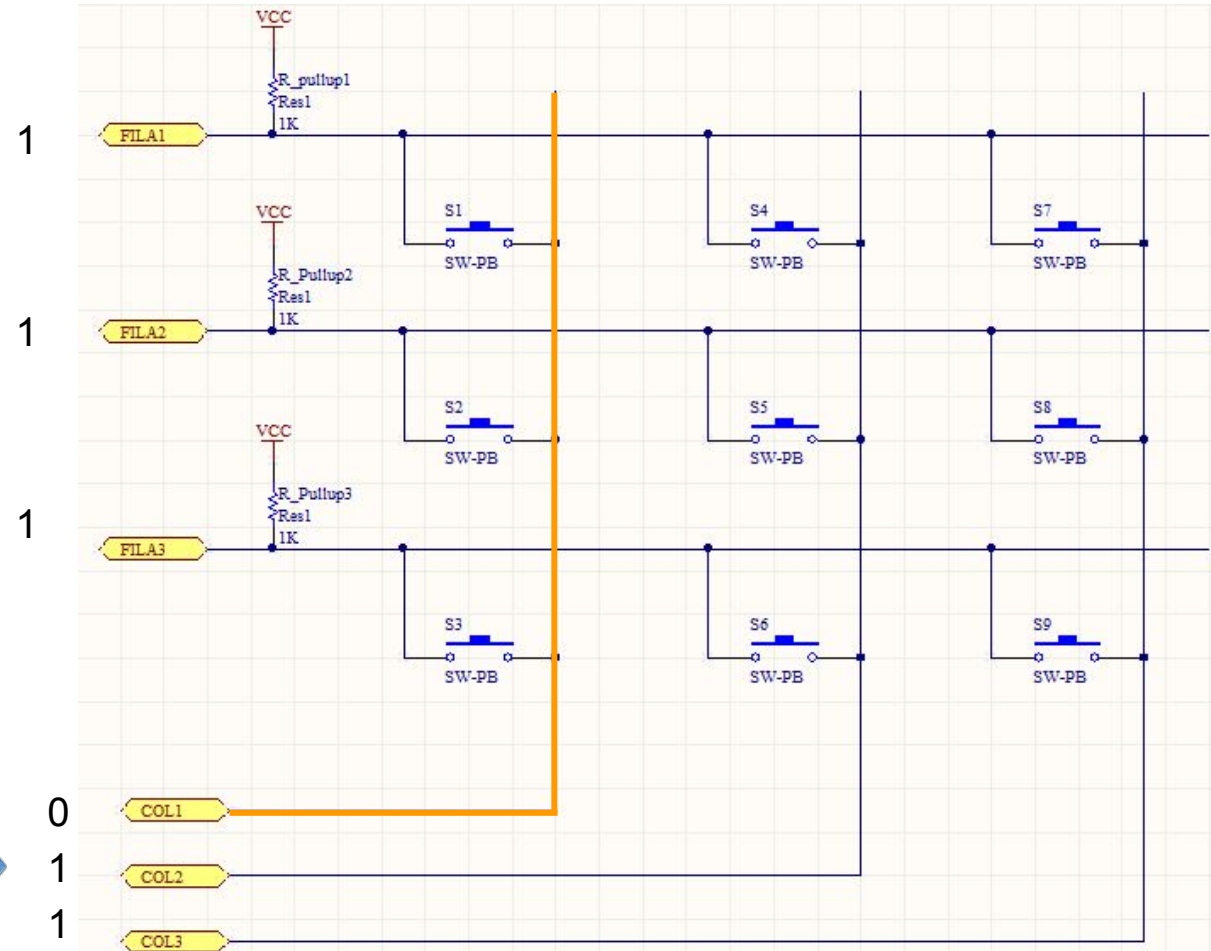 VCC
R_pullup1
Res1
1K
1
FILA1
S1
S4
S7
SW-PB
SW-PB
SW-PB
VCC
R_Pullup2
Res1
1K
1
FILA2
S2
S5
S8
SW-PB
SW-PB
SW-PB
VCC
R_Pullup3
Res1
1K
1
FILA3
S3
S6
S9
SW-PB
SW-PB
SW-PB
0
COL1
1
COL2
1
COL3